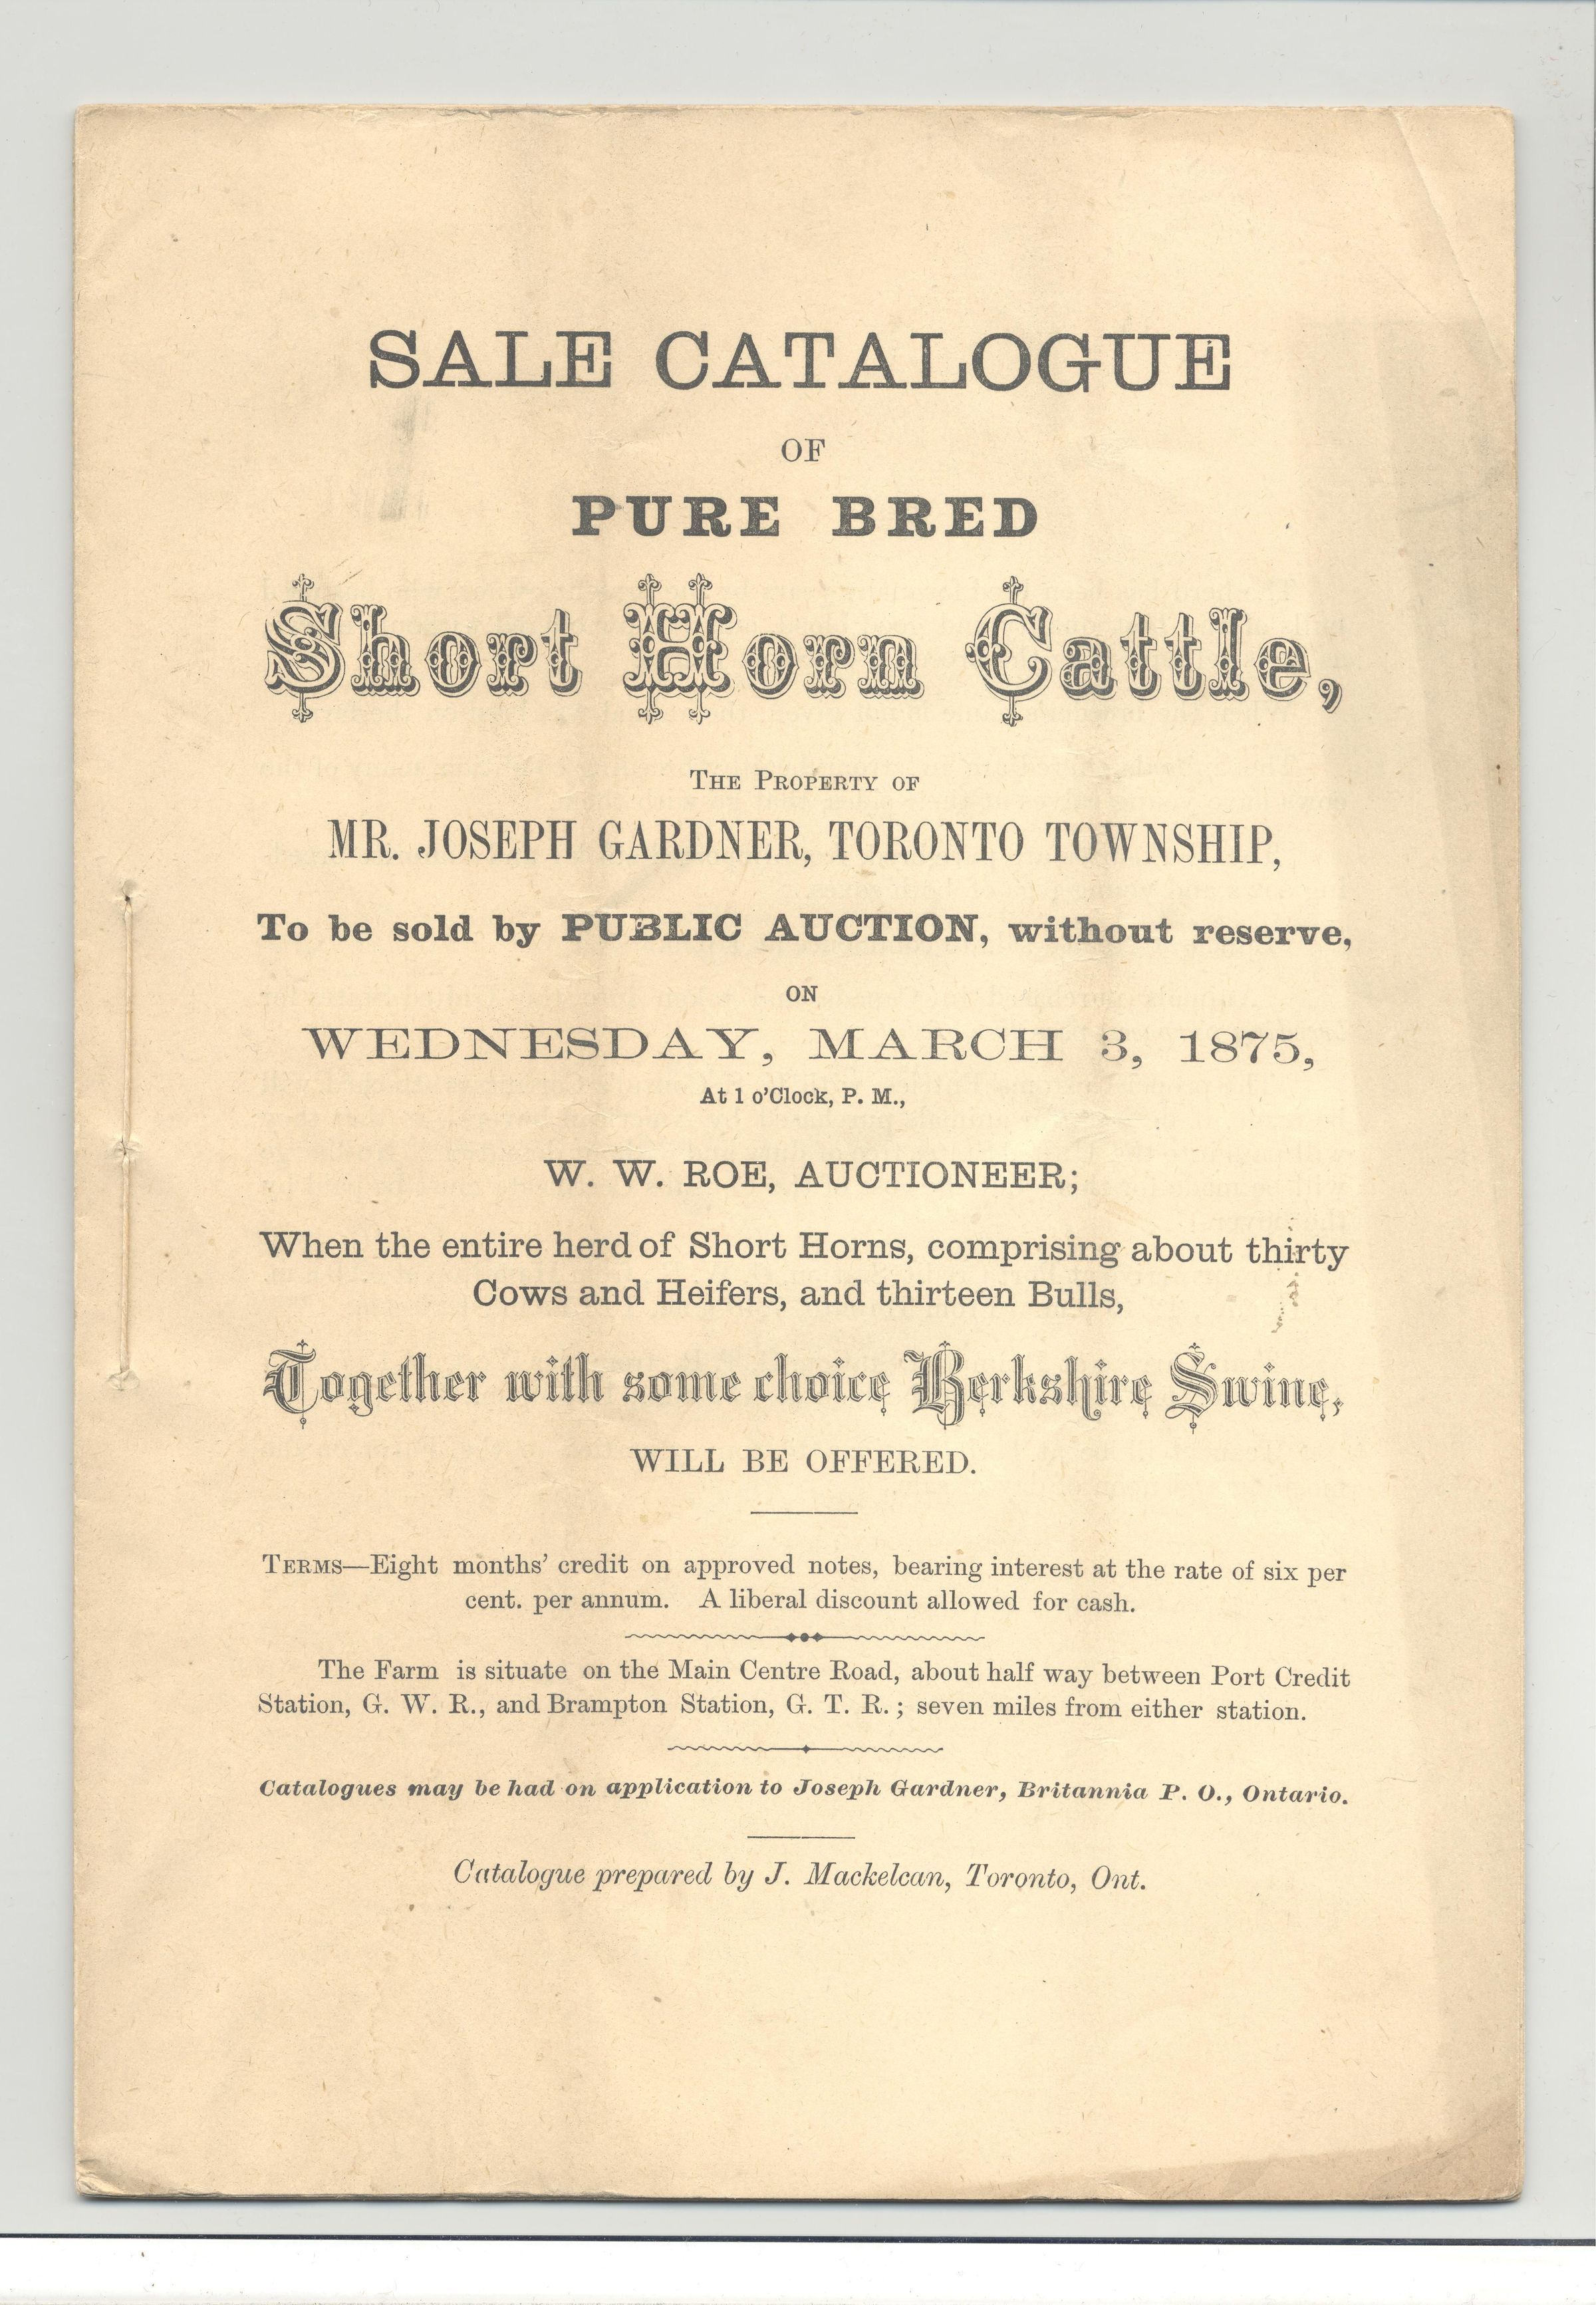 SALE CATALOGUE
OF
PURE BRED
Short Horn Cattle,
THE PROPERTY OF
MR. JOSEPH GARDNER, TORONTO TOWNSHIP,
To be sold by PUBLIC AUCTION, without reserve,
ON
WEDNESDAY, MARCH 3, 1875,
At 1 o'Clock, P. M.,
W. W. ROE, AUCTIONEER;
When the entire herd of Short Horns, comprising about thirty
Cows and Heifers, and thirteen Bulls,
Together with some choice Berkshire Swine,
WILL BE OFFERED.
TERMS—Eight months' credit on approved notes, bearing interest at the rate of six per
cent. per annum. A liberal discount allowed for cash.
The Farm is situate on the Main Centre Road, about half way between Port Credit
Station, G. W. R., and Brampton Station, G. T. R. ; seven miles from either station.
Catalogues may be had on application to Joseph Gardner, Britannia P. O., Ontario.
Catalogue prepared by J. Mackelcan, Toronto, Ont.